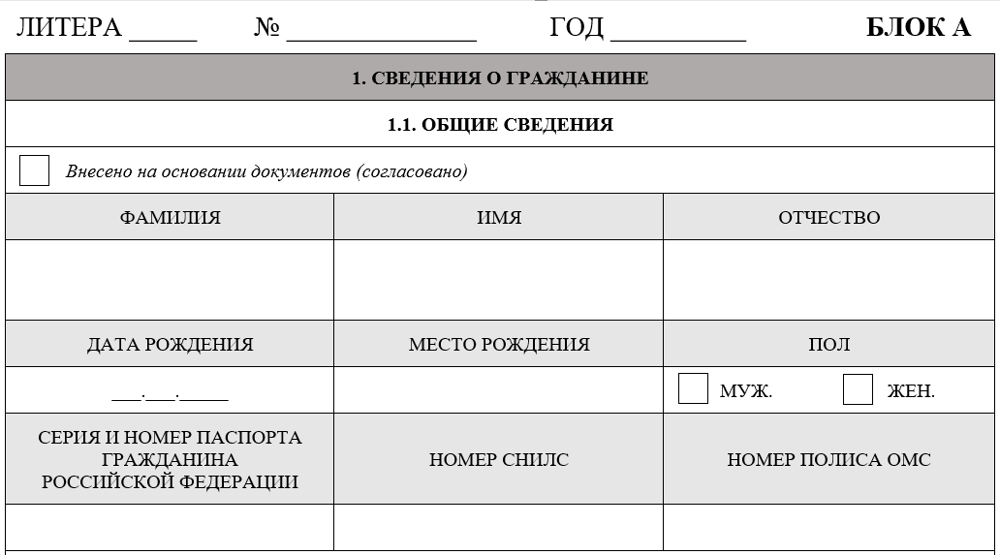 ЛИТЕРА _____ № ______________ ГОД __________ БЛОК А
1. СВЕДЕНИЯ О ГРАЖДАНИНЕ
1.1. ОБЩИЕ СВЕДЕНИЯ
Внесено на основании документов (согласовано)
ФАМИЛИЯ ИМЯ ОТЧЕСТВО
ДАТА РОЖДЕНИЯ МЕСТО РОЖДЕНИЯ ПОЛ
___.___._____ МУЖ. ЖЕН.
СЕРИЯ И НОМЕР ПАСПОРТА
ГРАЖДАНИНА
РОССИЙСКОЙ ФЕДЕРАЦИИ
НОМЕР СНИЛС
НОМЕР ПОЛИСА ОМС